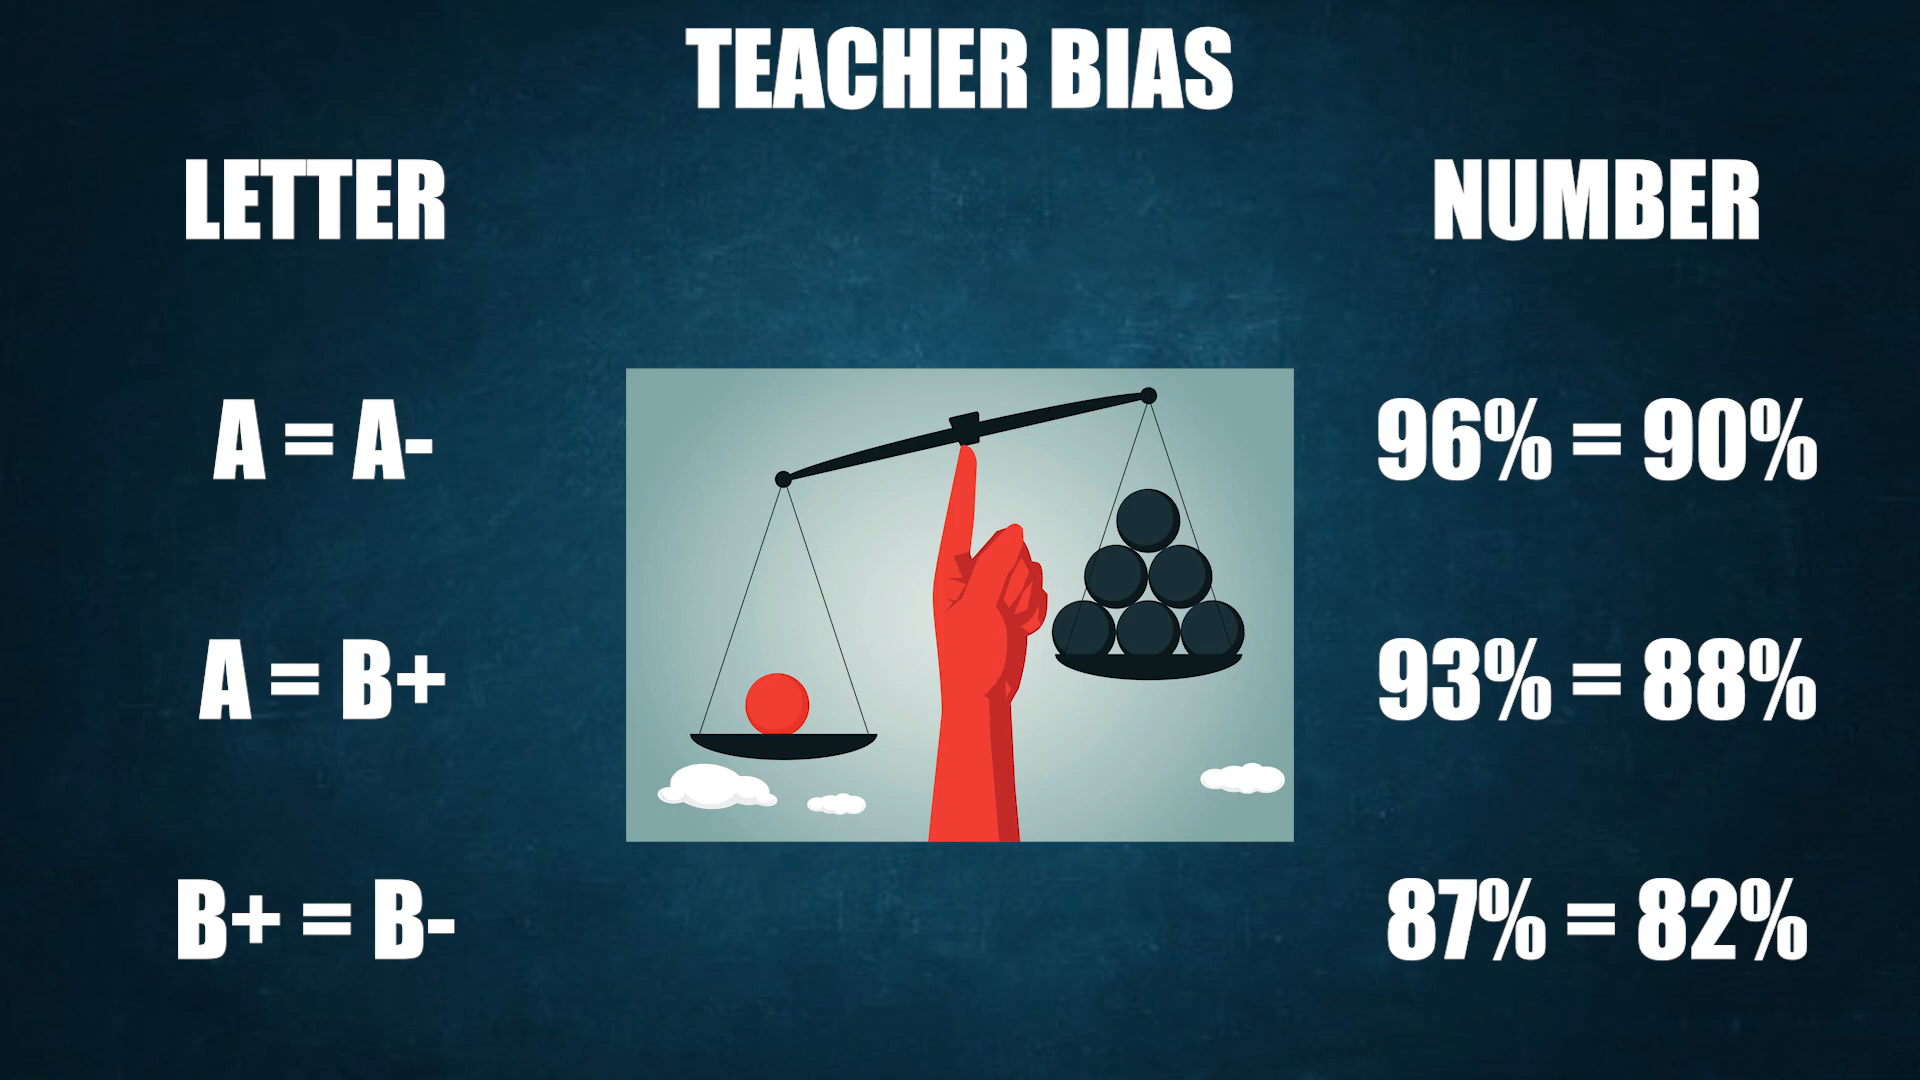 TEACHER BIAS
LETTER
NUMBER
A = A-
96% = 90%
A = B+
93% = 88%
B+ = B-
87% = 82%